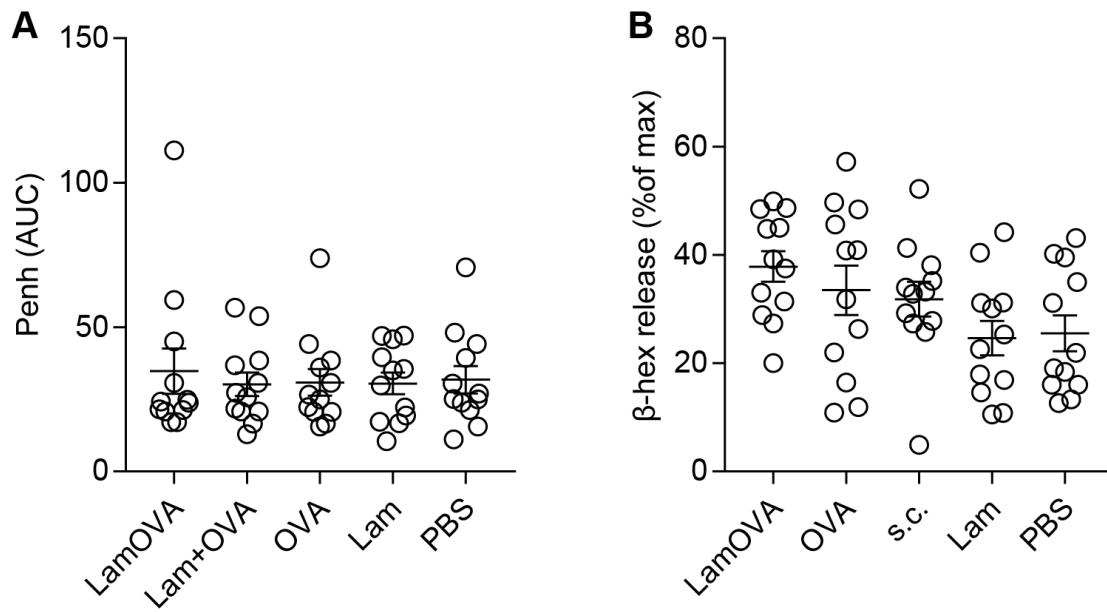 A
Penh (AUC)
150
100
50
0
LamOVA
Lam+OVA
OVA
Lam
PBS
B
β-hex release (%of max)
80
60
40
20
0
LamOVA
OVA
s.c.
Lam
PBS